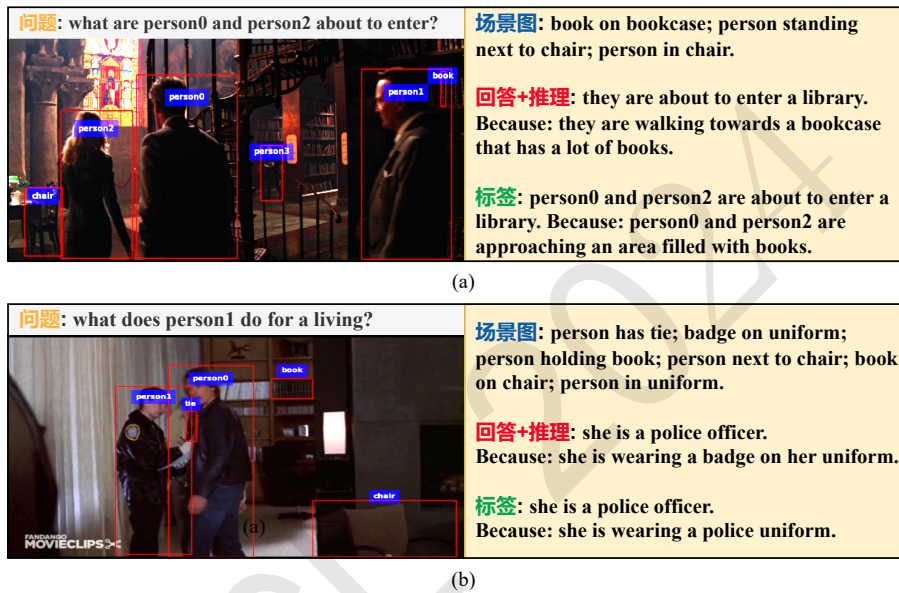 问题: what are person0 and person2 about to enter?
person0
person2
person3
person1
book
chair
场景图: book on bookcase; person standing
next to chair; person in chair.
回答+推理: they are about to enter a library.
Because: they are walking towards a bookcase
that has a lot of books.
标签: person0 and person2 are about to enter a
library. Because: person0 and person2 are
approaching an area filled with books.
(a)
问题: what does person1 do for a living?
book
person0
person1
tie
chair
(a)
FANDANGO
MOVIECLIPS
场景图: person has tie; badge on uniform;
person holding book; person next to chair; book
on chair; person in uniform.
回答+推理: she is a police officer.
Because: she is wearing a badge on her uniform.
标签: she is a police officer.
Because: she is wearing a police uniform.
(b)
2024